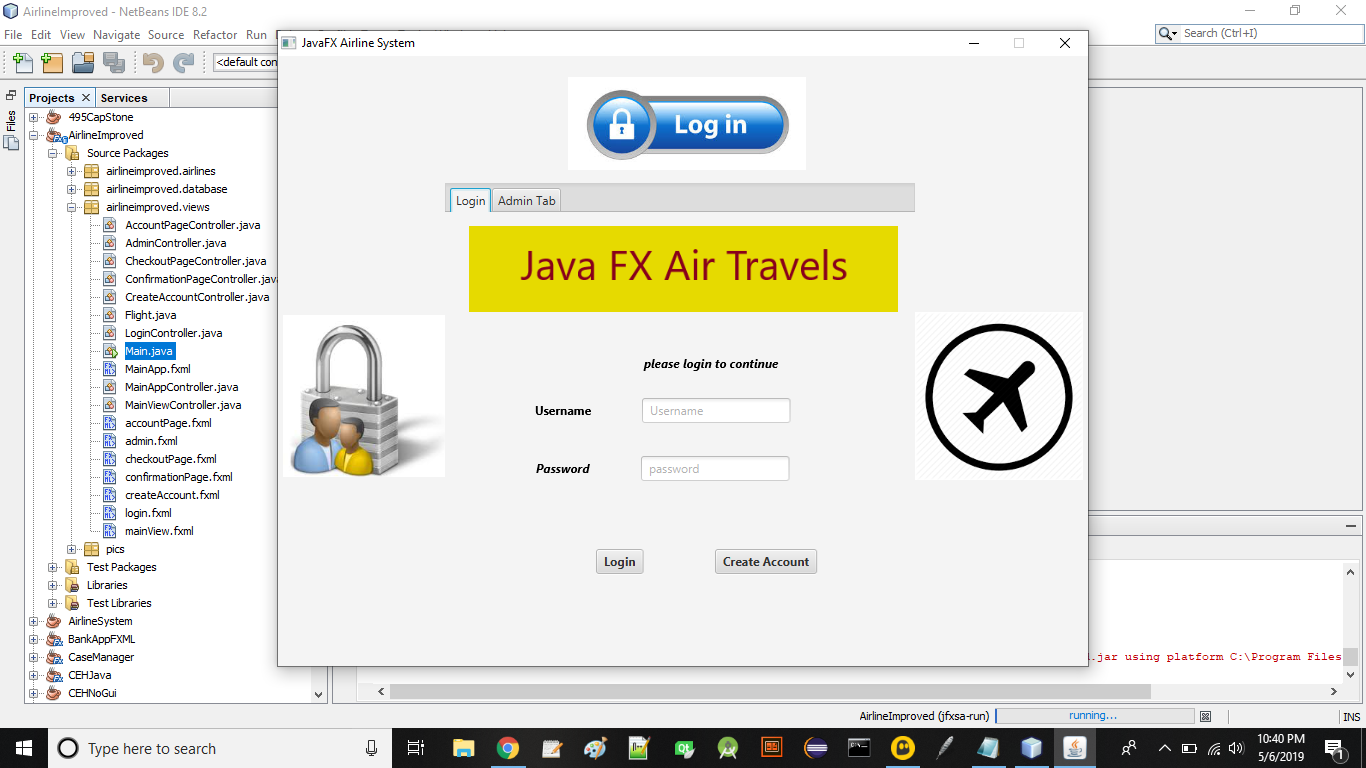 AirlineImproved - NetBeans IDE 8.2
File Edit View Navigate Source Refactor Run
Search (Ctrl+I)
<default con
Files
Projects
Services
495CapStone
AirlineImproved
Source Packages
airlineimproved.airlines
airlineimproved.database
airlineimproved.views
AccountPageController.java
AdminController.java
CheckoutPageController.java
ConfirmationPageController.java
CreateAccountController.java
Flight.java
LoginController.java
Main.java
MainApp.fxml
MainAppController.java
MainViewController.java
accountPage.fxml
admin.fxml
checkoutPage.fxml
confirmationPage.fxml
createAccount.fxml
login.fxml
mainView.fxml
pics
Test Packages
Libraries
Test Libraries
AirlineSystem
BankAppFXML
CaseManager
CEHJava
CEHNoGui
JavaFX Airline System
Log in
Login
Admin Tab
Java FX Air Travels
please login to continue
Username
Username
Password
password
Login
Create Account
.jar using platform C:\Program Files
AirlineImproved (jfxsa-run)
running...
INS
Type here to search
10:40 PM
5/6/2019
1